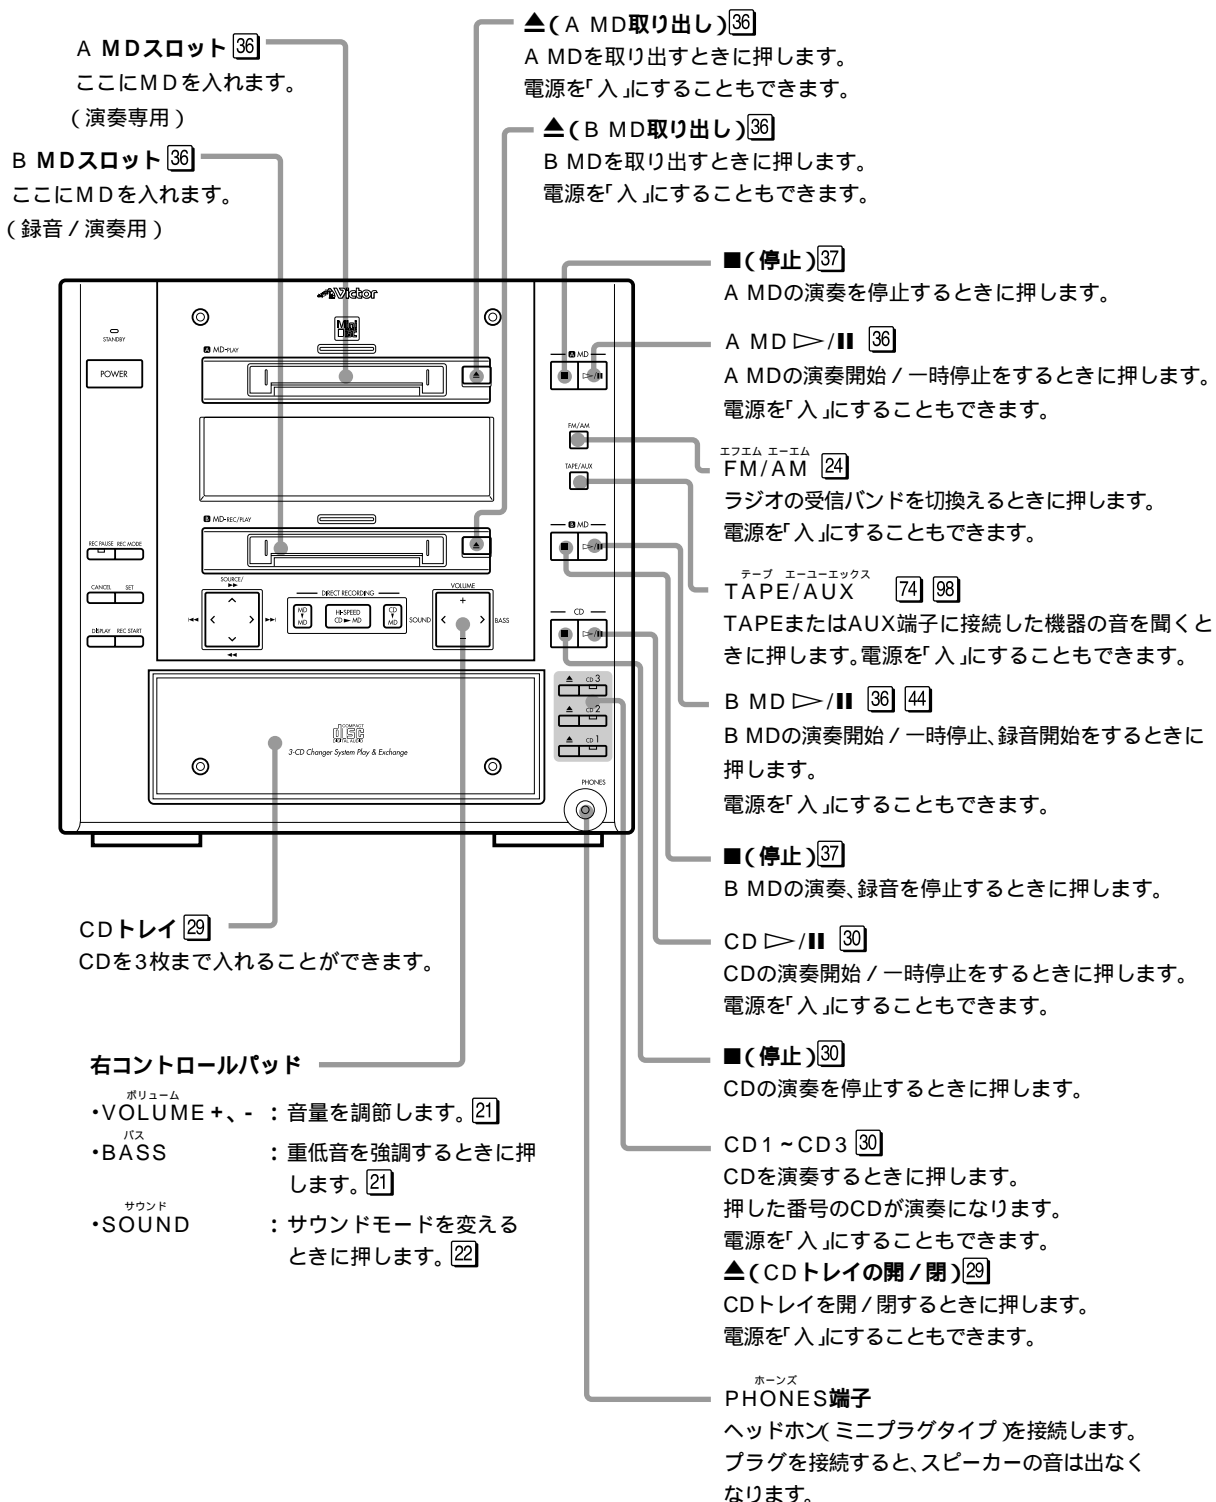 A MDスロット 36
ここにMDを入れます。
(演奏専用)
B MDスロット 36
ここにMDを入れます。
(録音/演奏用)
▲(A MD取り出し)36
A MDを取り出すときに押します。
電源を「入」にすることもできます。
▲(B MD取り出し)36
B MDを取り出すときに押します。
電源を「入」にすることもできます。
■(停止)37
A MDの演奏を停止するときに押します。
A MD ▷/II 36
A MDの演奏開始/一時停止をするときに押します。
電源を「入」にすることもできます。
エフエム エーエム
FM/AM 24
ラジオの受信バンドを切換えるときに押します。
電源を「入」にすることもできます。
テープ エーユーエックス
TAPE/AUX 74 98
TAPEまたはAUX端子に接続した機器の音を聞くと
きに押します。電源を「入」にすることもできます。
B MD ▷/II 36 44
B MDの演奏開始/一時停止、録音開始をするときに
押します。
電源を「入」にすることもできます。
■(停止)37
B MDの演奏、録音を停止するときに押します。
CD ▷/II 30
CDの演奏開始/一時停止をするときに押します。
電源を「入」にすることもできます。
■(停止)30
CDの演奏を停止するときに押します。
CD1~CD3 30
CDを演奏するときに押します。
押した番号のCDが演奏になります。
電源を「入」にすることもできます。
▲(CDトレイの開/閉)29
CDトレイを開/閉するときに押します。
電源を「入」にすることもできます。
ホーンズ
PHONES端子
ヘッドホン(ミニプラグタイプ)を接続します。
プラグを接続すると、スピーカーの音は出なく
なります。
Victor
Mini Disc
STANDBY
POWER
A MD-PLAY
A MD
■ ▷/II
FM/AM
TAPE/AUX
B MD-REC/PLAY
B MD
■ ▷/II
REC PAUSE REC MODE
CANCEL SET
DISPLAY REC START
SOURCE/
▶▶
|◀◀ ▶▶|
◀◀
DIRECT RECORDING
MD ▼ MD
HI-SPEED
CD ► MD
CD ▼ MD
VOLUME
+
SOUND BASS
−
CD
■ ▷/II
▲ CD 3
▲ CD 2
▲ CD 1
COMPACT
disc
DIGITAL AUDIO
3-CD Changer System Play & Exchange
PHONES
CDトレイ 29
CDを3枚まで入れることができます。
右コントロールパッド
ボリューム
・VOLUME +、- :音量を調節します。21
バス
・BASS :重低音を強調するときに押
します。21
サウンド
・SOUND :サウンドモードを変える
ときに押します。22